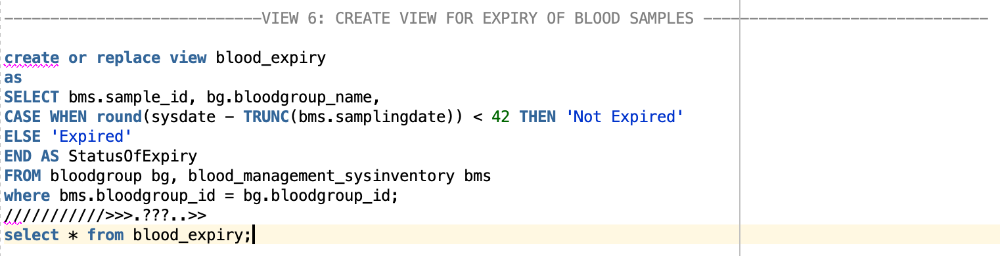 ----------------------------VIEW 6: CREATE VIEW FOR EXPIRY OF BLOOD SAMPLES -------------------------------
create or replace view blood_expiry
as
SELECT bms.sample_id, bg.bloodgroup_name,
CASE WHEN round(sysdate - TRUNC(bms.samplingdate)) < 42 THEN 'Not Expired'
ELSE 'Expired'
END AS StatusOfExpiry
FROM bloodgroup bg, blood_management_sysinventory bms
where bms.bloodgroup_id = bg.bloodgroup_id;
///////////>>>.???..>>
select * from blood_expiry;